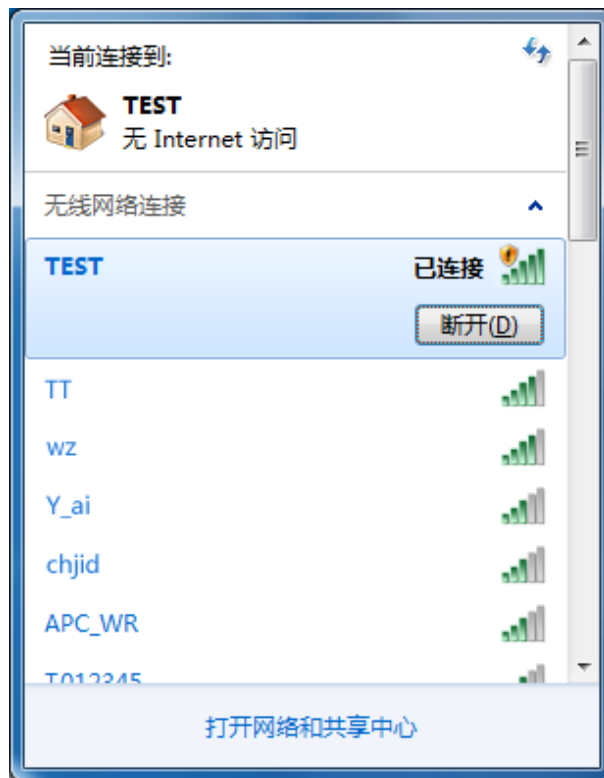 当前连接到:
TEST
无 Internet 访问
无线网络连接
TEST 已连接
断开(D)
TT
wz
Y_ai
chjid
APC_WR
T012345
打开网络和共享中心